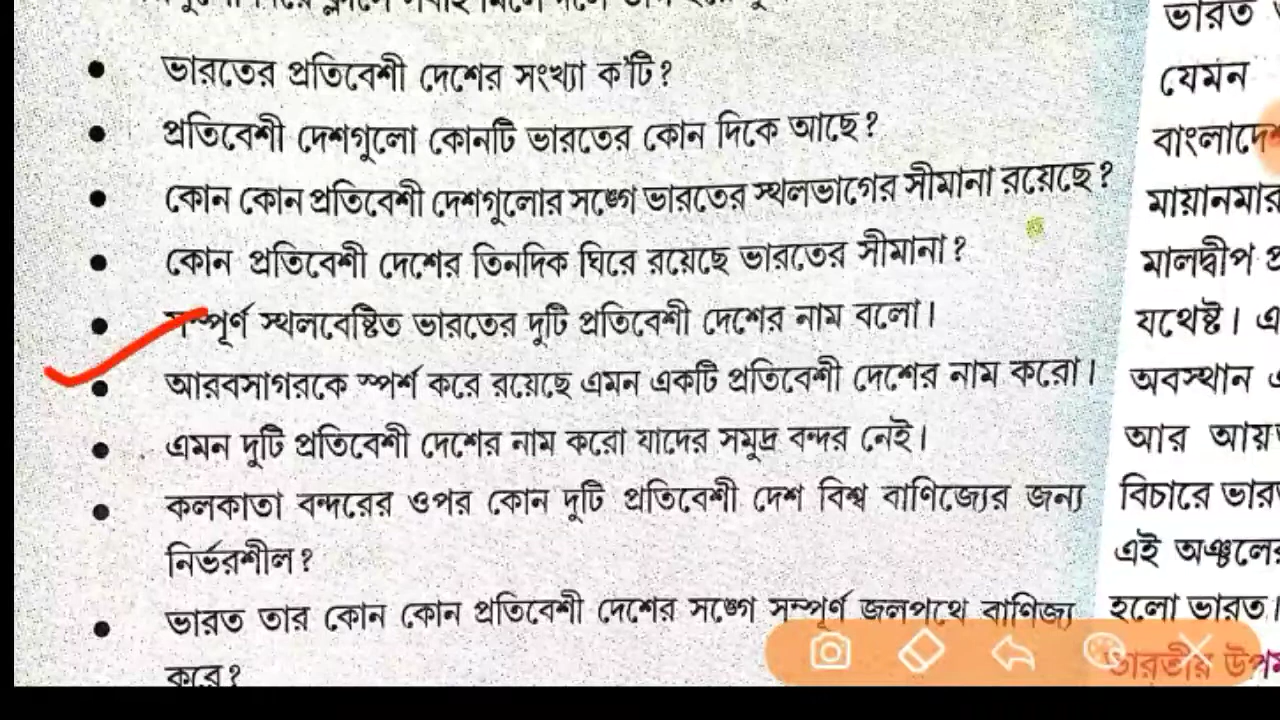 ভারতের প্রতিবেশী দেশের সংখ্যা ক'টি?
প্রতিবেশী দেশগুলো কোনটি ভারতের কোন দিকে আছে?
কোন কোন প্রতিবেশী দেশগুলোর সঙ্গে ভারতের স্থলভাগের সীমানা রয়েছে?
কোন প্রতিবেশী দেশের তিনদিক ঘিরে রয়েছে ভারতের সীমানা?
সম্পূর্ণ স্থলবেষ্টিত ভারতের দুটি প্রতিবেশী দেশের নাম বলো।
আরবসাগরকে স্পর্শ করে রয়েছে এমন একটি প্রতিবেশী দেশের নাম করো।
এমন দুটি প্রতিবেশী দেশের নাম করো যাদের সমুদ্র বন্দর নেই।
কলকাতা বন্দরের ওপর কোন দুটি প্রতিবেশী দেশ বিশ্ব বাণিজ্যের জন্য
নির্ভরশীল?
ভারত তার কোন কোন প্রতিবেশী দেশের সঙ্গে সম্পূর্ণ জলপথে বাণিজ্য
করে?
ভারত
যেমন
বাংলাদে
মায়ানমার
মালদ্বীপ
যথেষ্ট। এ
অবস্থান
আর আয়
বিচারে ভার
এই অঞ্চলে
হলো ভারত।
ভারতীয় উপম